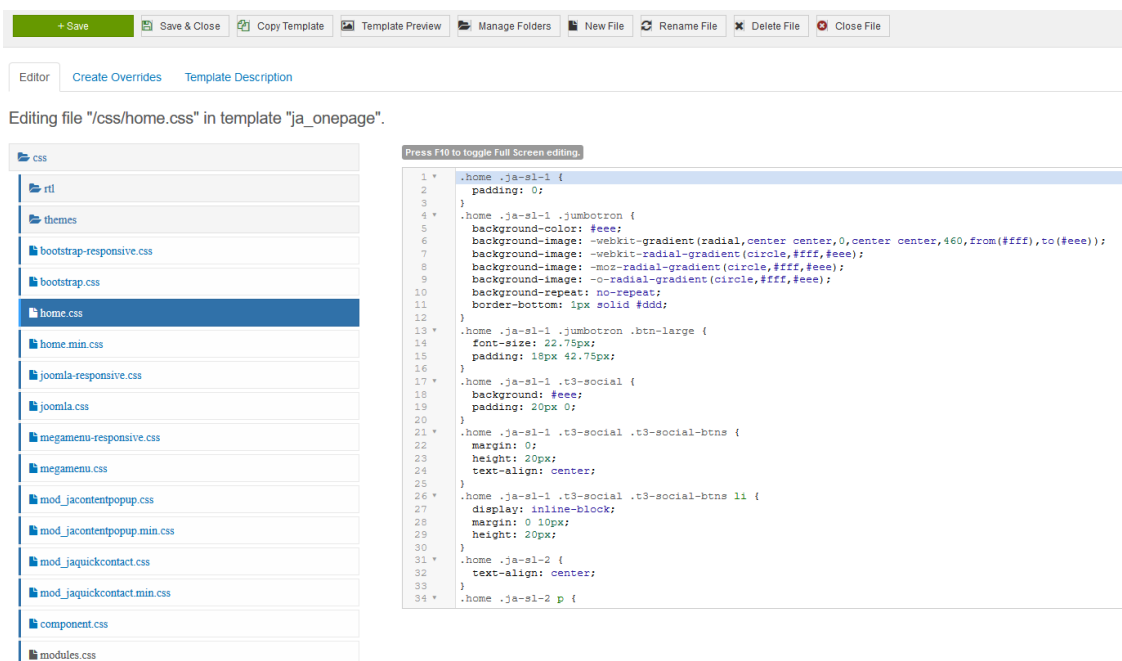 + Save Save & Close Copy Template Template Preview Manage Folders New File Rename File Delete File Close File
Editor Create Overrides Template Description
Editing file "/css/home.css" in template "ja_onepage".
css
rtl
themes
bootstrap-responsive.css
bootstrap.css
home.css
home.min.css
joomla-responsive.css
joomla.css
megamenu-responsive.css
megamenu.css
mod_jacontentpopup.css
mod_jacontentpopup.min.css
mod_jaquickcontact.css
mod_jaquickcontact.min.css
component.css
modules.css
Press F10 to toggle Full Screen editing.
1 .home .ja-sl-1 {
2 padding: 0;
3 }
4 .home .ja-sl-1 .jumbotron {
5 background-color: #eee;
6 background-image: -webkit-gradient(radial,center center,0,center center,460,from(#fff),to(#eee));
7 background-image: -webkit-radial-gradient(circle,#fff,#eee);
8 background-image: -moz-radial-gradient(circle,#fff,#eee);
9 background-image: -o-radial-gradient(circle,#fff,#eee);
10 background-repeat: no-repeat;
11 border-bottom: 1px solid #ddd;
12 }
13 .home .ja-sl-1 .jumbotron .btn-large {
14 font-size: 22.75px;
15 padding: 18px 42.75px;
16 }
17 .home .ja-sl-1 .t3-social {
18 background: #eee;
19 padding: 20px 0;
20 }
21 .home .ja-sl-1 .t3-social .t3-social-btns {
22 margin: 0;
23 height: 20px;
24 text-align: center;
25 }
26 .home .ja-sl-1 .t3-social .t3-social-btns li {
27 display: inline-block;
28 margin: 0 10px;
29 height: 20px;
30 }
31 .home .ja-sl-2 {
32 text-align: center;
33 }
34 .home .ja-sl-2 p {